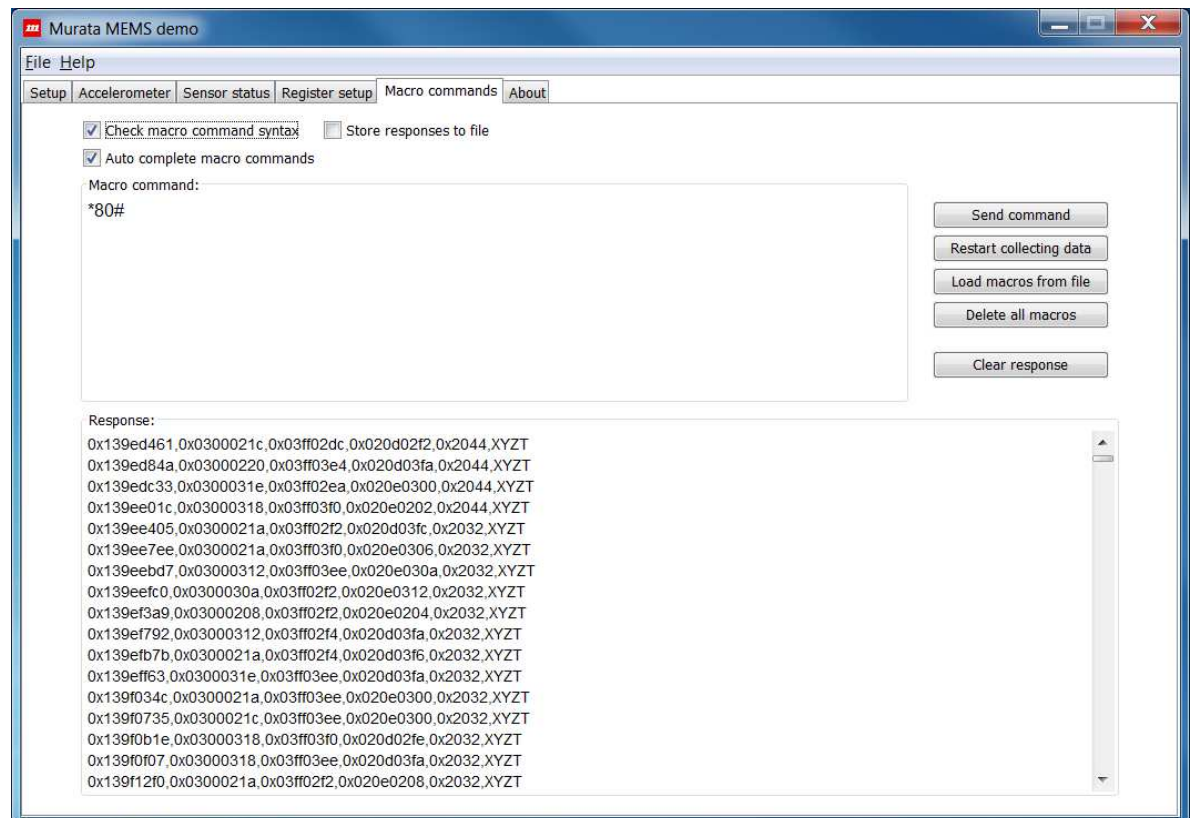 m Murata MEMS demo
File Help
Setup Accelerometer Sensor status Register setup Macro commands About
Check macro command syntax Store responses to file
Auto complete macro commands
Macro command:
*80#
Send command
Restart collecting data
Load macros from file
Delete all macros
Clear response
Response:
0x139ed461,0x0300021c,0x03ff02dc,0x020d02f2,0x2044,XYZT
0x139ed84a,0x03000220,0x03ff03e4,0x020d03fa,0x2044,XYZT
0x139edc33,0x0300031e,0x03ff02ea,0x020e0300,0x2044,XYZT
0x139ee01c,0x03000318,0x03ff03f0,0x020e0202,0x2044,XYZT
0x139ee405,0x0300021a,0x03ff02f2,0x020d03fc,0x2032,XYZT
0x139ee7ee,0x0300021a,0x03ff03f0,0x020e0306,0x2032,XYZT
0x139eebd7,0x03000312,0x03ff03ee,0x020e030a,0x2032,XYZT
0x139eefc0,0x0300030a,0x03ff02f2,0x020e0312,0x2032,XYZT
0x139ef3a9,0x03000208,0x03ff02f2,0x020e0204,0x2032,XYZT
0x139ef792,0x03000312,0x03ff02f4,0x020d03fa,0x2032,XYZT
0x139efb7b,0x0300021a,0x03ff02f4,0x020d03f6,0x2032,XYZT
0x139eff63,0x0300031e,0x03ff03ee,0x020d03fa,0x2032,XYZT
0x139f034c,0x0300021a,0x03ff03ee,0x020e0300,0x2032,XYZT
0x139f0735,0x0300021c,0x03ff03ee,0x020e0300,0x2032,XYZT
0x139f0b1e,0x03000318,0x03ff03f0,0x020d02fe,0x2032,XYZT
0x139f0f07,0x03000318,0x03ff03ee,0x020d03fa,0x2032,XYZT
0x139f12f0,0x0300021a,0x03ff02f2,0x020e0208,0x2032,XYZT